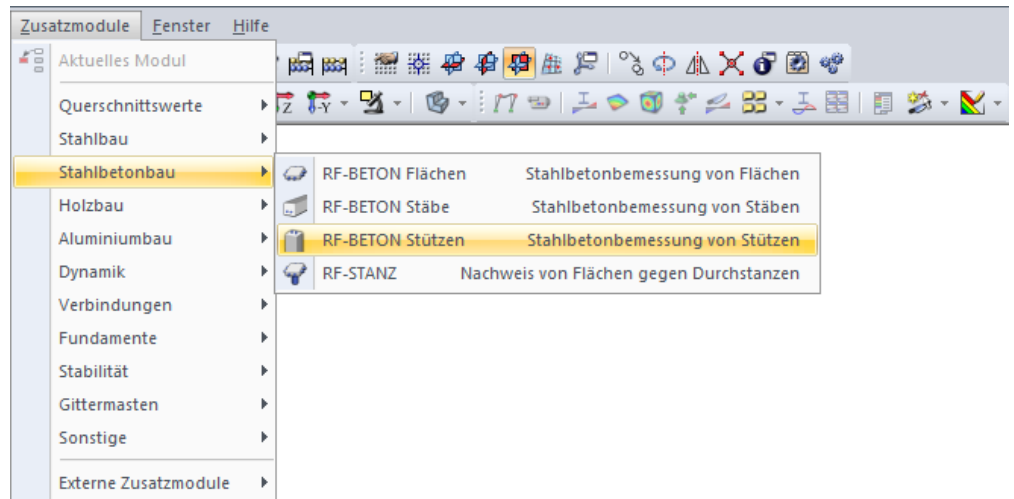 Zusatzmodule Fenster Hilfe
Aktuelles Modul
Querschnittswerte
Stahlbau
Stahlbetonbau
Holzbau
Aluminiumbau
Dynamik
Verbindungen
Fundamente
Stabilität
Gittermasten
Sonstige
Externe Zusatzmodule
RF-BETON Flächen Stahlbetonbemessung von Flächen
RF-BETON Stäbe Stahlbetonbemessung von Stäben
RF-BETON Stützen Stahlbetonbemessung von Stützen
RF-STANZ Nachweis von Flächen gegen Durchstanzen